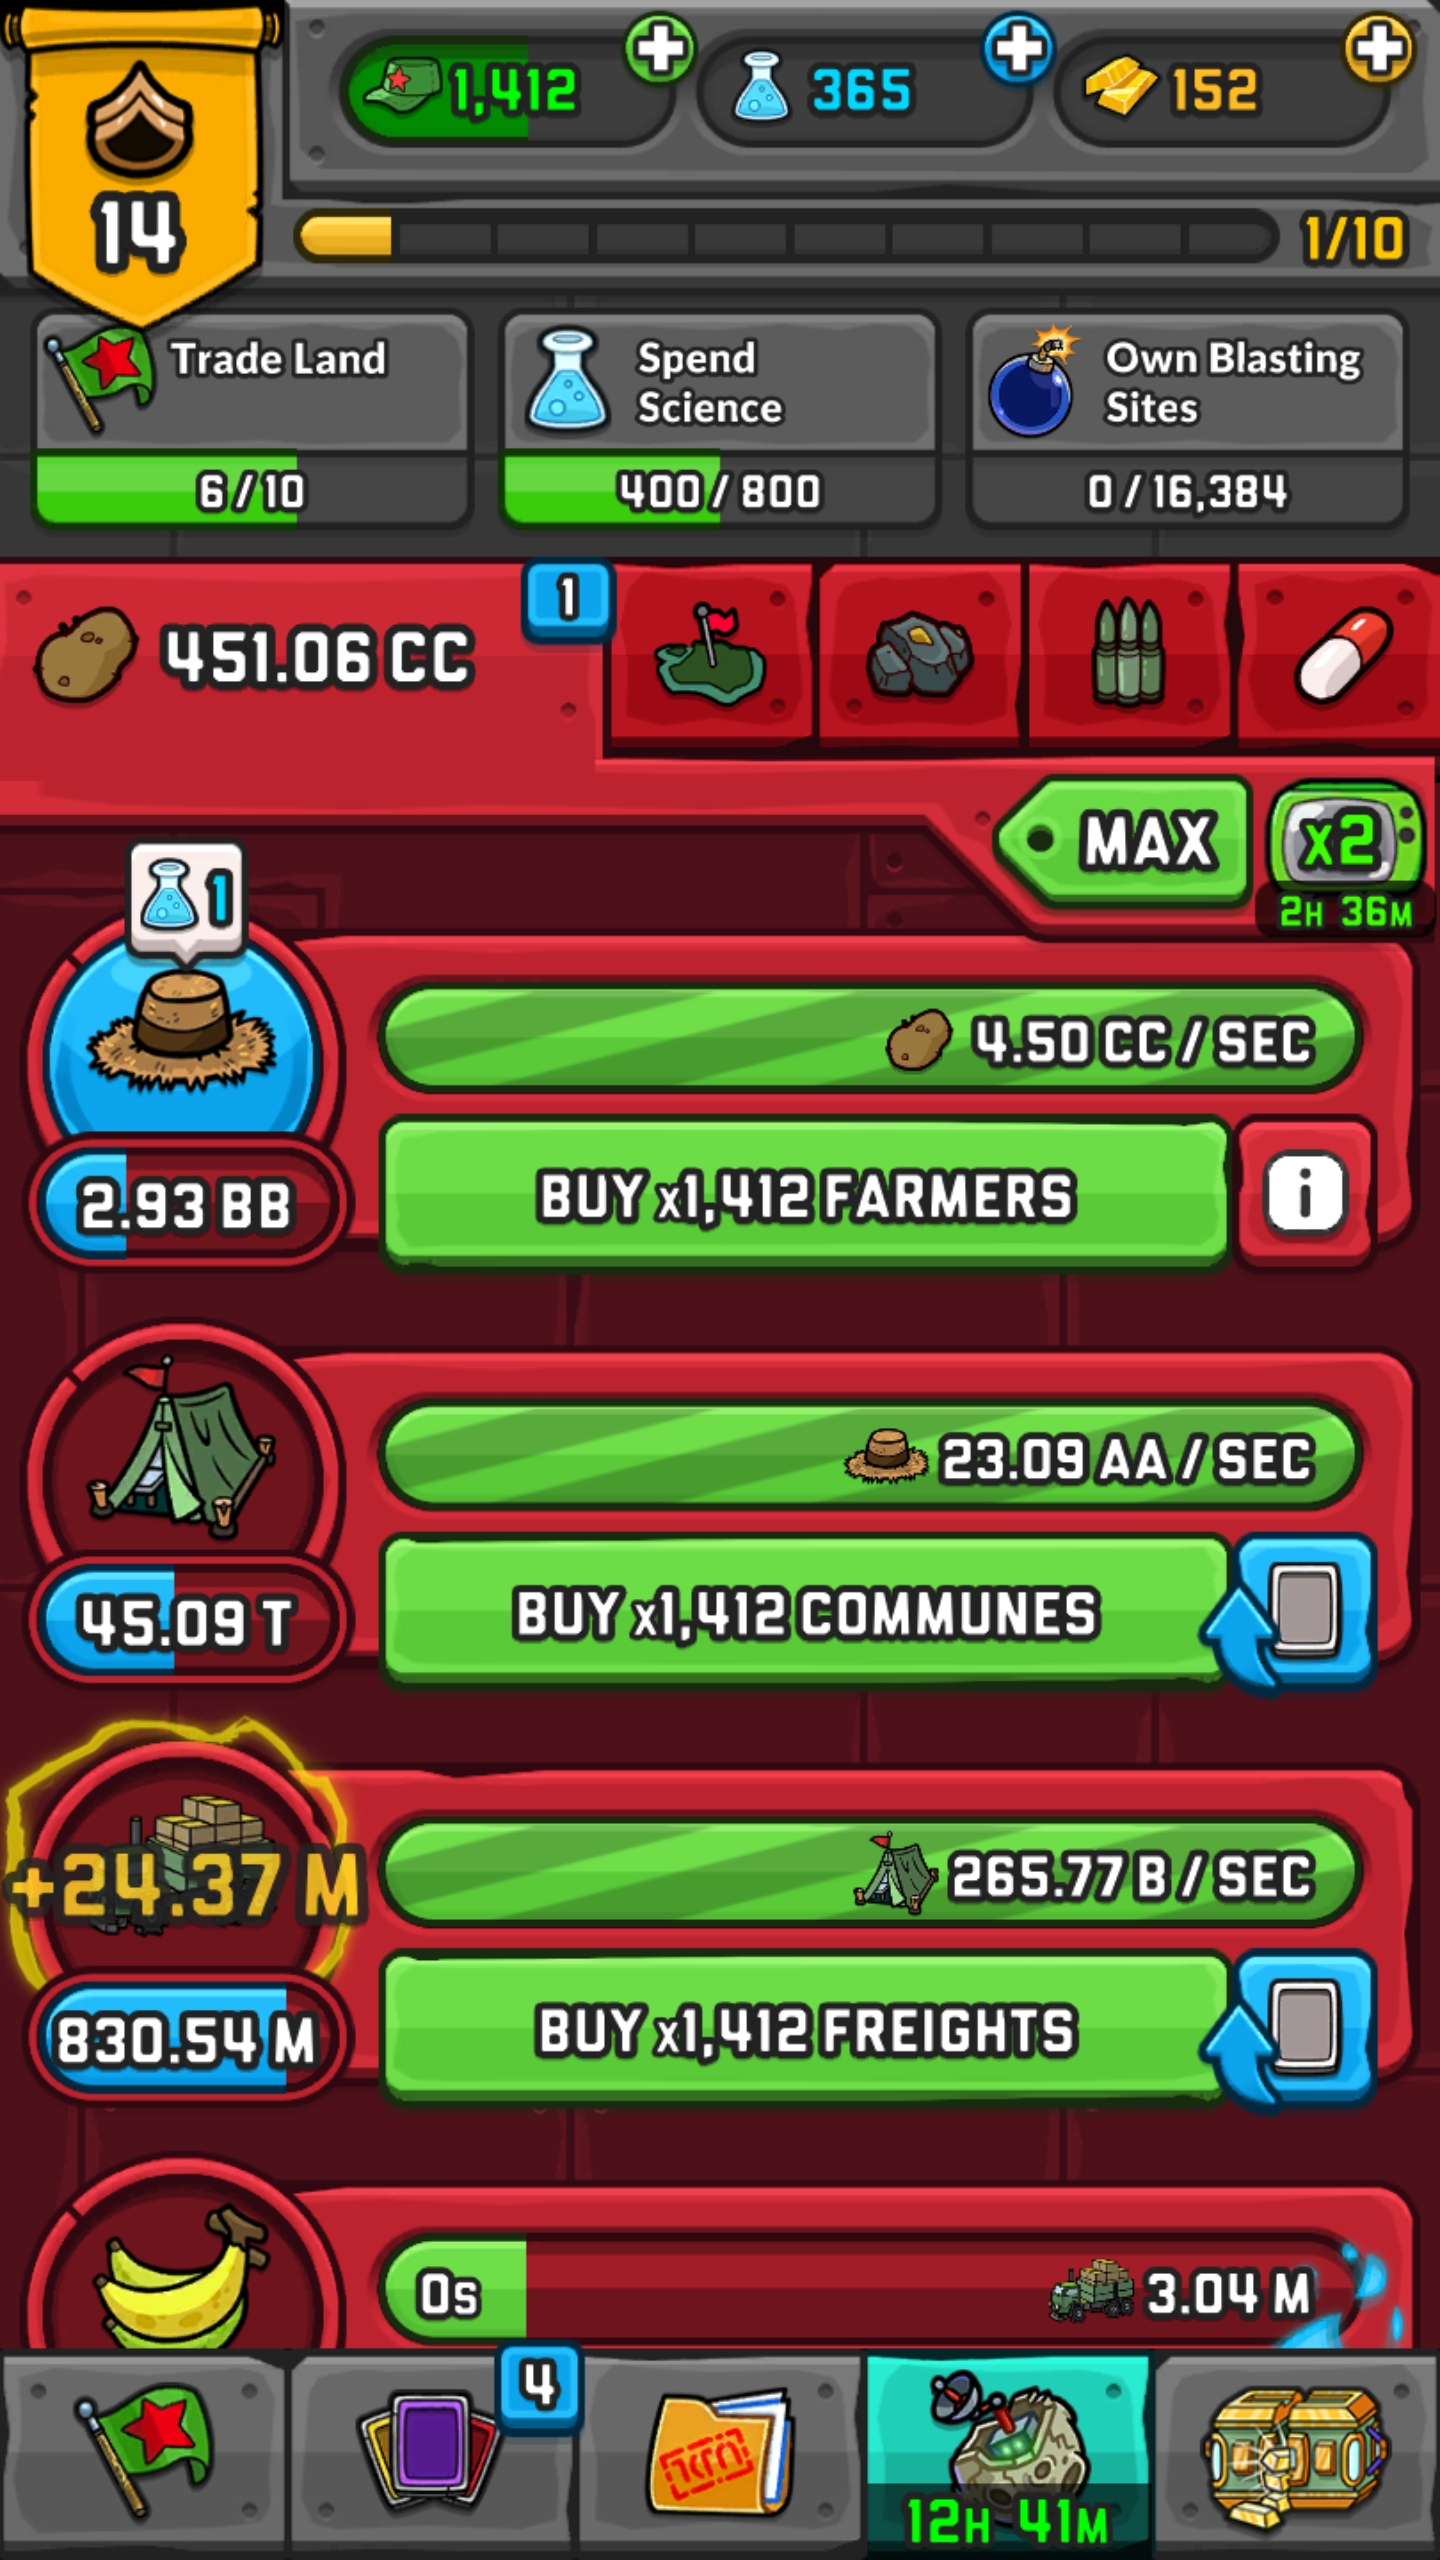 1,412
365
152
14
1/10
Trade Land
6/10
Spend
Science
400/800
Own Blasting
Sites
0/16,384
451.06 CC
1
MAX
x2
2H 36M
1
4.50 CC/SEC
2.93 BB
BUY x1,412 FARMERS
i
23.09 AA/SEC
45.09 T
BUY x1,412 COMMUNES
+24.37 M
265.77 B/SEC
830.54 M
BUY x1,412 FREIGHTS
0s
3.04 M
4
12H 41M